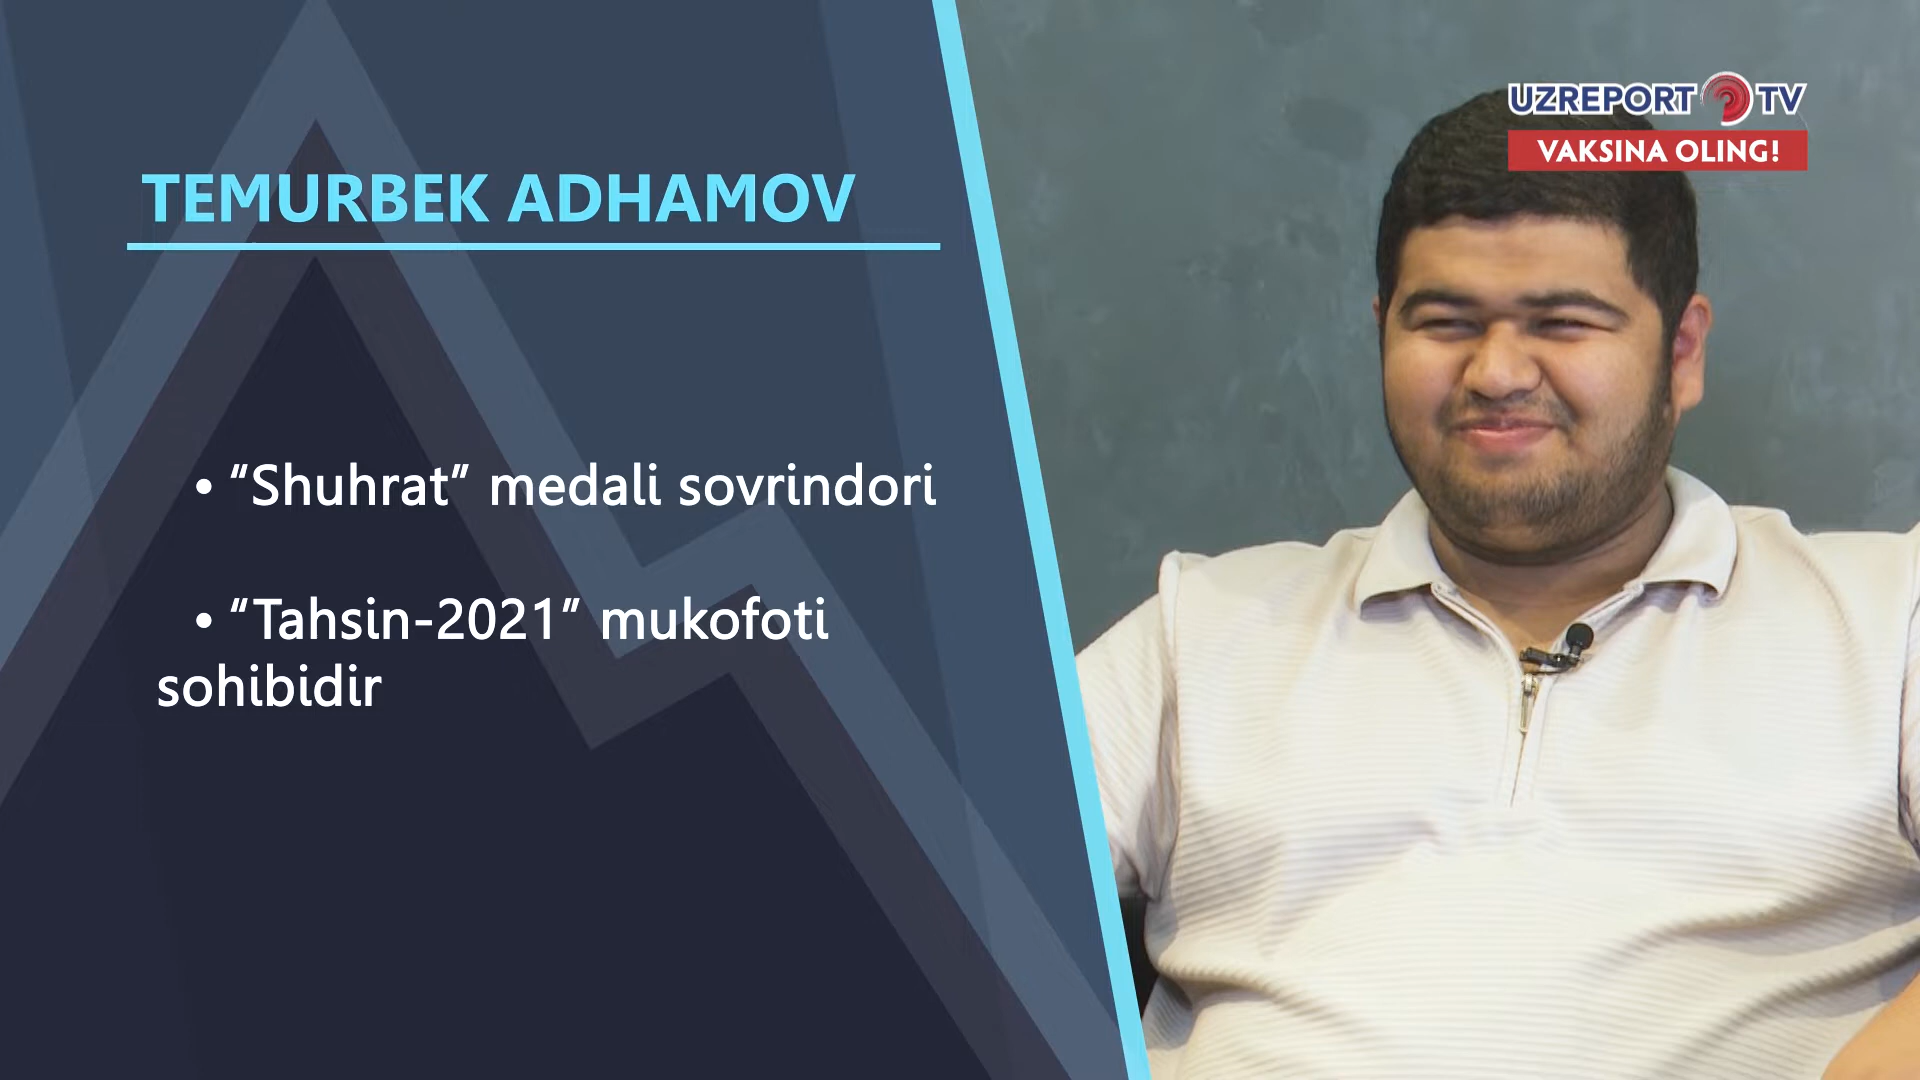 UZREPORT TV
VAKSINA OLING!
TEMURBEK ADHAMOV
• “Shuhrat” medali sovrindori
• “Tahsin-2021” mukofoti
sohibidir